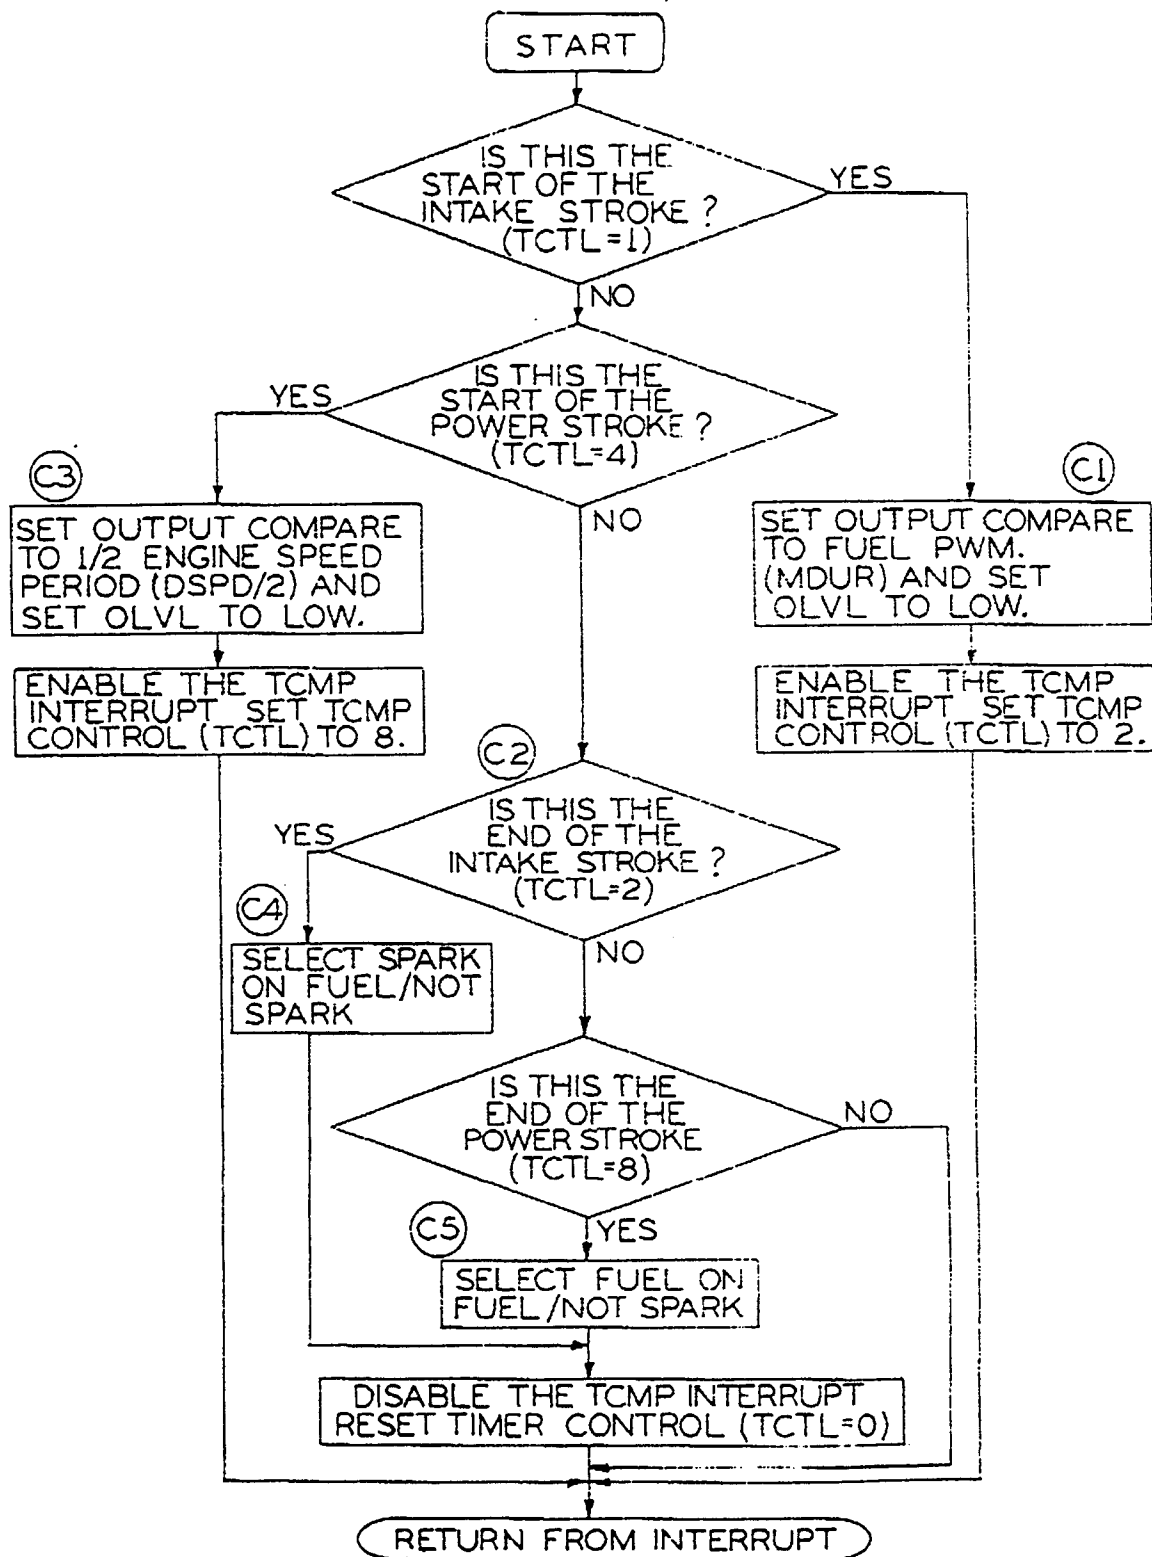 START
IS THIS THE
START OF THE
INTAKE STROKE ?
(TCTL=1)
YES
NO
IS THIS THE
START OF THE
POWER STROKE ?
(TCTL=4)
YES
NO
C3
SET OUTPUT COMPARE
TO 1/2 ENGINE SPEED
PERIOD (DSPD/2) AND
SET OLVL TO LOW.
C1
SET OUTPUT COMPARE
TO FUEL PWM.
(MDUR) AND SET
OLVL TO LOW.
ENABLE THE TCMP
INTERRUPT SET TCMP
CONTROL (TCTL) TO 8.
ENABLE THE TCMP
INTERRUPT SET TCMP
CONTROL (TCTL) TO 2.
C2
IS THIS THE
END OF THE
INTAKE STROKE ?
(TCTL=2)
YES
NO
C4
SELECT SPARK
ON FUEL/NOT
SPARK
IS THIS THE
END OF THE
POWER STROKE
(TCTL=8)
NO
YES
C5
SELECT FUEL ON
FUEL/NOT SPARK
DISABLE THE TCMP INTERRUPT
RESET TIMER CONTROL (TCTL=0)
RETURN FROM INTERRUPT